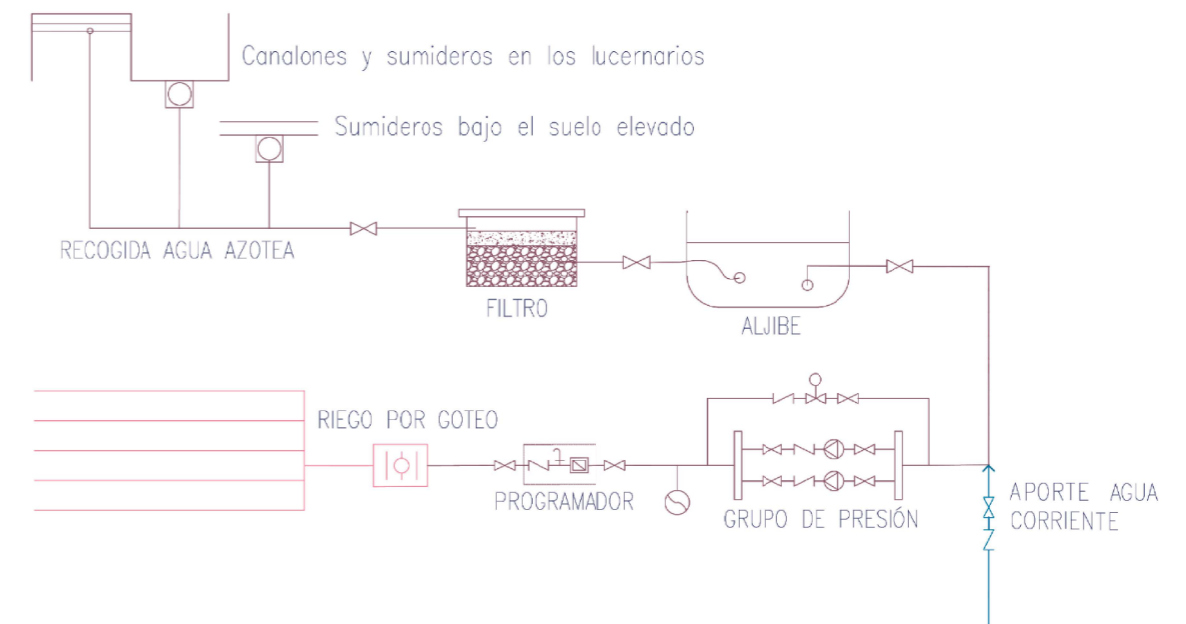 Canalones y sumideros en los lucernarios
Sumideros bajo el suelo elevado
RECOGIDA AGUA AZOTEA
FILTRO
ALJIBE
RIEGO POR GOTEO
PROGRAMADOR
GRUPO DE PRESIÓN
APORTE AGUA
CORRIENTE